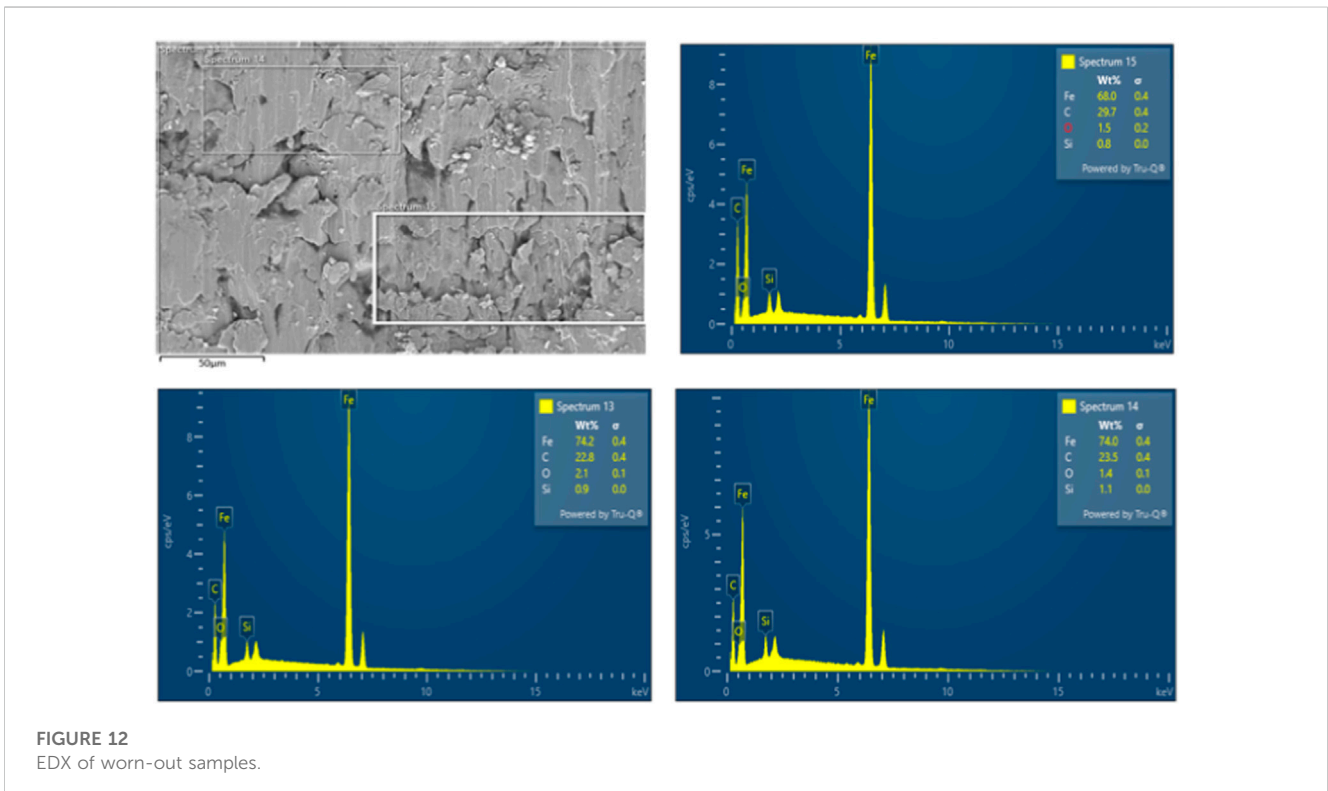 Spectrum 14
Spectrum 15
50μm
Fe
Fe
C
O
Si
cps/eV
8
6
4
2
0
0 5 10 15 keV
Spectrum 15
Wt% σ
Fe 68.0 0.4
C 29.7 0.4
O 1.5 0.2
Si 0.8 0.0
Powered by Tru-Q®
Fe
Fe
C
O
Si
cps/eV
8
6
4
2
0
0 5 10 15 keV
Spectrum 13
Wt% σ
Fe 74.2 0.4
C 22.8 0.4
O 2.1 0.1
Si 0.9 0.0
Powered by Tru-Q®
Fe
Fe
C
O
Si
cps/eV
5
0
0 5 10 15 keV
Spectrum 14
Wt% σ
Fe 74.0 0.4
C 23.5 0.4
O 1.4 0.1
Si 1.1 0.0
Powered by Tru-Q®
FIGURE 12
EDX of worn-out samples.